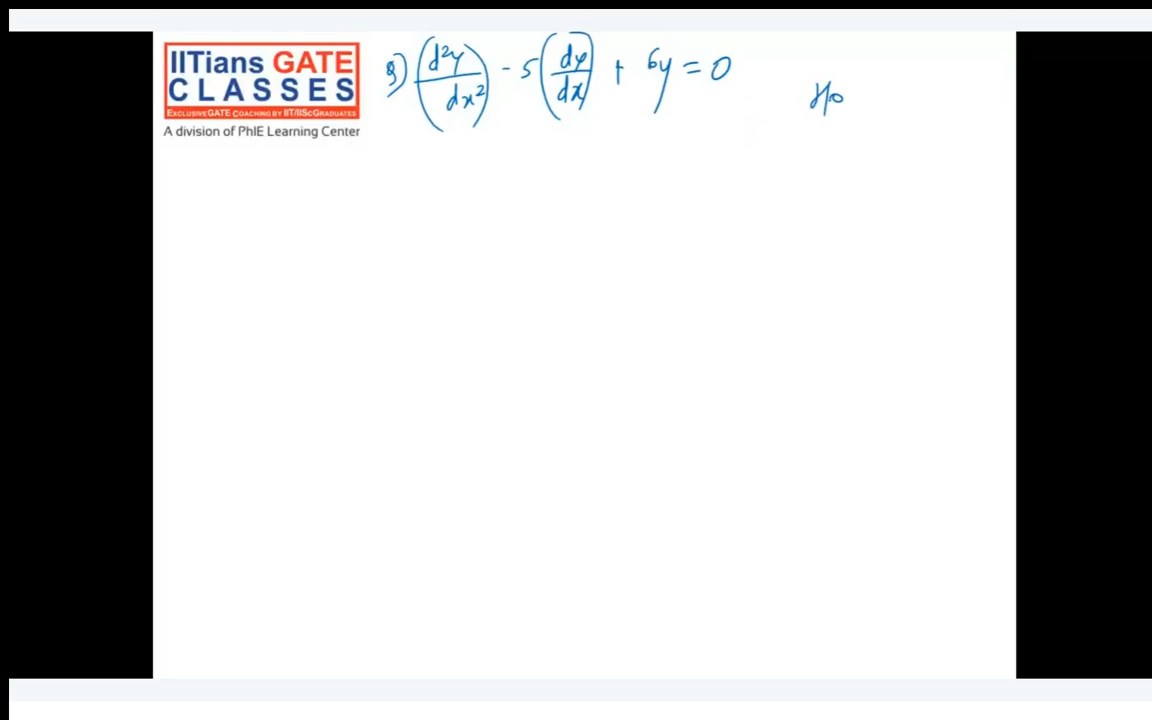 IITians GATE
CLASSES
EXCLUSIVE GATE COACHING BY IIT/IISC GRADUATES
A division of PhIE Learning Center
8) (d²y/dx²) - 5(dy/dx) + 6y = 0
Ho